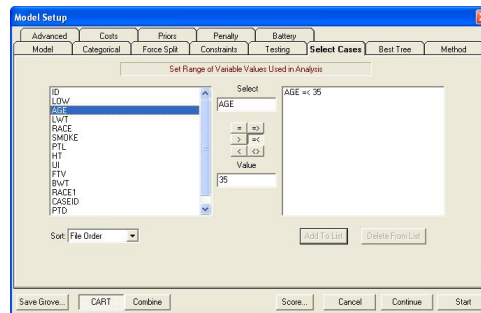 Model Setup
Advanced Costs Priors Penalty Battery
Model Categorical Force Split Constraints Testing Select Cases Best Tree Method
Set Range of Variable Values Used in Analysis
Select
ID
LOW
AGE
LWT
RACE
SMOKE
PTL
HT
UI
FTV
BWT
RACE1
CASEID
PTD
AGE
= =>
> =<
< <>
Value
35
AGE =< 35
Sort: File Order
Add To List Delete From List
Save Grove... CART Combine Score... Cancel Continue Start